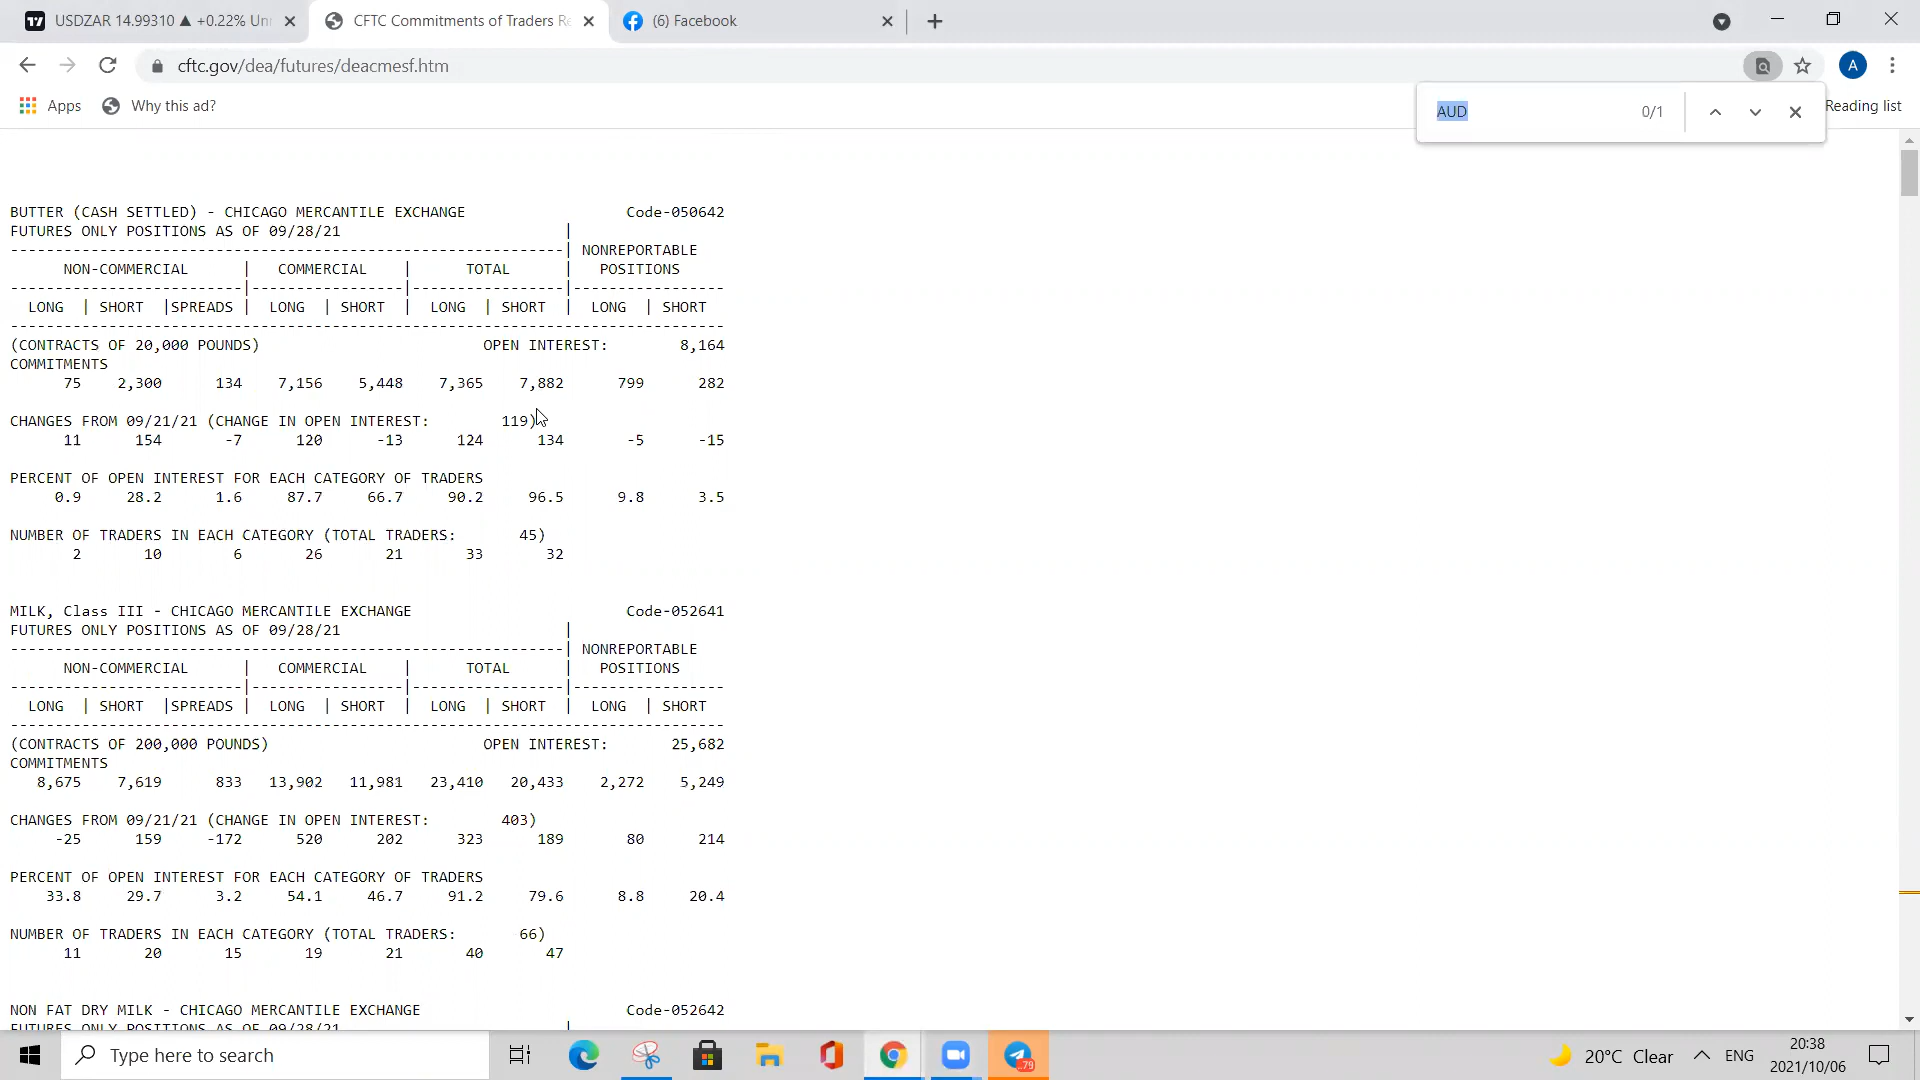 USDZAR 14.99310 ▲ +0.22% Un
CFTC Commitments of Traders Re
(6) Facebook
cftc.gov/dea/futures/deacmesf.htm
A
Apps
Why this ad?
AUD 0/1
Reading list
BUTTER (CASH SETTLED) - CHICAGO MERCANTILE EXCHANGE Code-050642
FUTURES ONLY POSITIONS AS OF 09/28/21 |
--------------------------------------------------------------| NONREPORTABLE
NON-COMMERCIAL | COMMERCIAL | TOTAL | POSITIONS
--------------------------|-----------------|-----------------|-----------------
LONG | SHORT |SPREADS | LONG | SHORT | LONG | SHORT | LONG | SHORT
--------------------------------------------------------------------------------
(CONTRACTS OF 20,000 POUNDS) OPEN INTEREST: 8,164
COMMITMENTS
75 2,300 134 7,156 5,448 7,365 7,882 799 282
CHANGES FROM 09/21/21 (CHANGE IN OPEN INTEREST: 119)
11 154 -7 120 -13 124 134 -5 -15
PERCENT OF OPEN INTEREST FOR EACH CATEGORY OF TRADERS
0.9 28.2 1.6 87.7 66.7 90.2 96.5 9.8 3.5
NUMBER OF TRADERS IN EACH CATEGORY (TOTAL TRADERS: 45)
2 10 6 26 21 33 32
MILK, Class III - CHICAGO MERCANTILE EXCHANGE Code-052641
FUTURES ONLY POSITIONS AS OF 09/28/21 |
--------------------------------------------------------------| NONREPORTABLE
NON-COMMERCIAL | COMMERCIAL | TOTAL | POSITIONS
--------------------------|-----------------|-----------------|-----------------
LONG | SHORT |SPREADS | LONG | SHORT | LONG | SHORT | LONG | SHORT
--------------------------------------------------------------------------------
(CONTRACTS OF 200,000 POUNDS) OPEN INTEREST: 25,682
COMMITMENTS
8,675 7,619 833 13,902 11,981 23,410 20,433 2,272 5,249
CHANGES FROM 09/21/21 (CHANGE IN OPEN INTEREST: 403)
-25 159 -172 520 202 323 189 80 214
PERCENT OF OPEN INTEREST FOR EACH CATEGORY OF TRADERS
33.8 29.7 3.2 54.1 46.7 91.2 79.6 8.8 20.4
NUMBER OF TRADERS IN EACH CATEGORY (TOTAL TRADERS: 66)
11 20 15 19 21 40 47
NON FAT DRY MILK - CHICAGO MERCANTILE EXCHANGE Code-052642
FUTURES ONLY POSITIONS AS OF 09/28/21 |
Type here to search
79
20°C Clear
ENG
20:38
2021/10/06